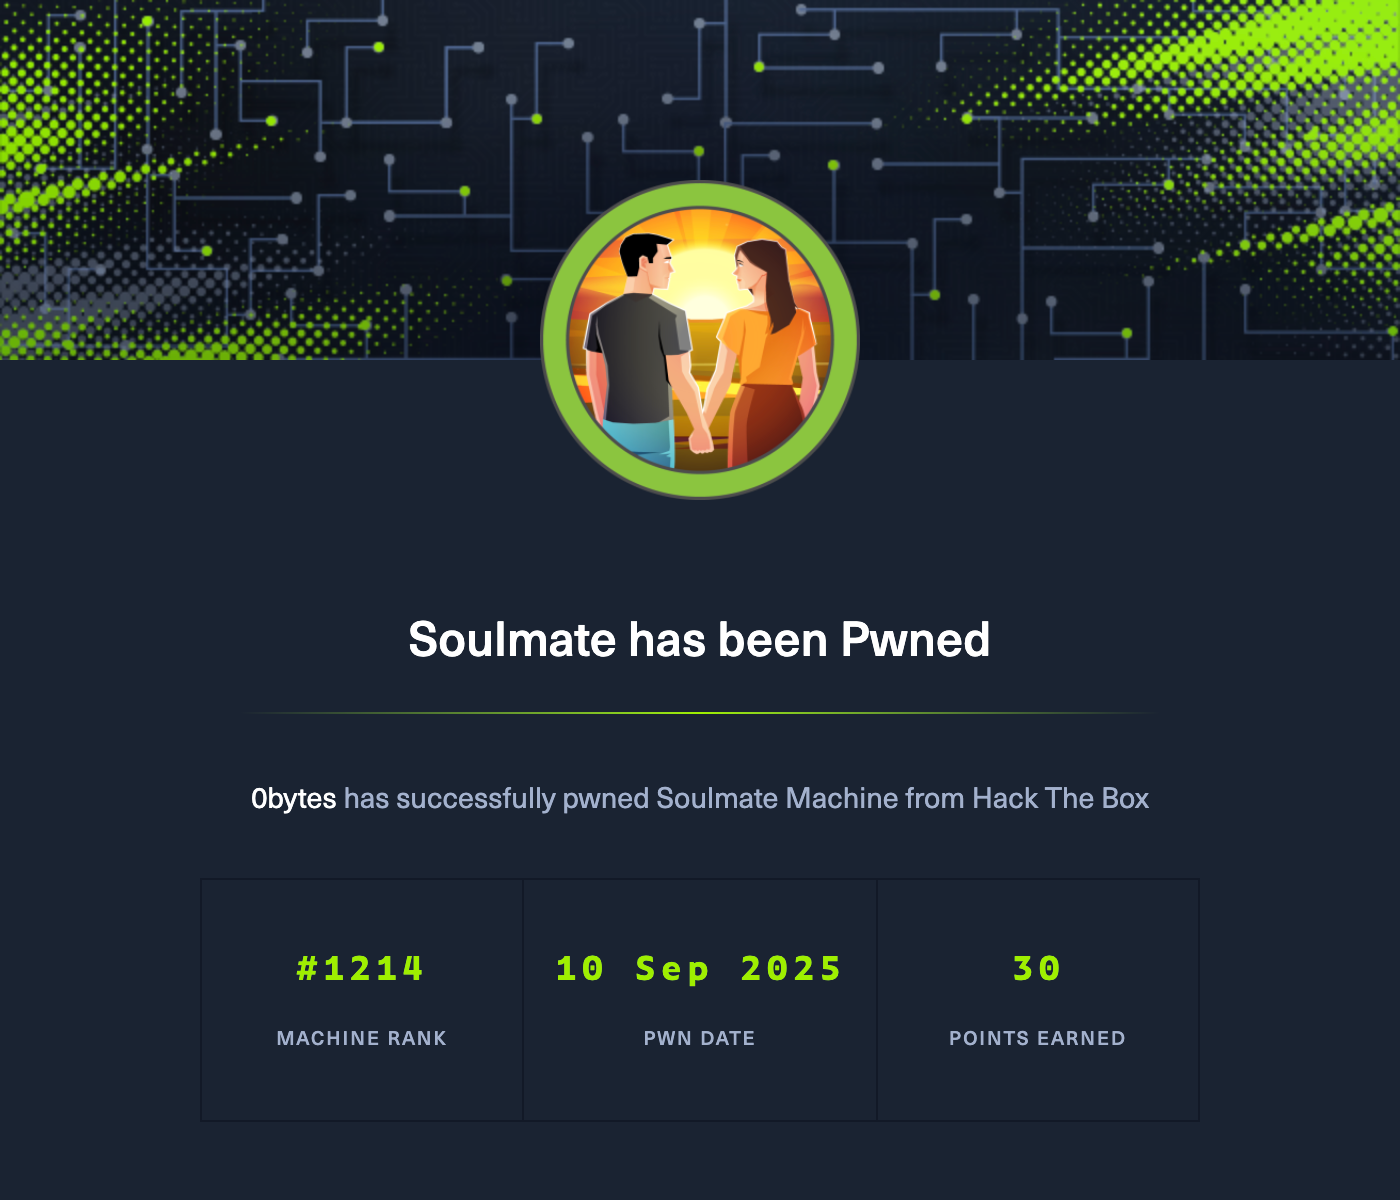 Soulmate has been Pwned
0bytes has successfully pwned Soulmate Machine from Hack The Box
#1214
MACHINE RANK
10 Sep 2025
PWN DATE
30
POINTS EARNED